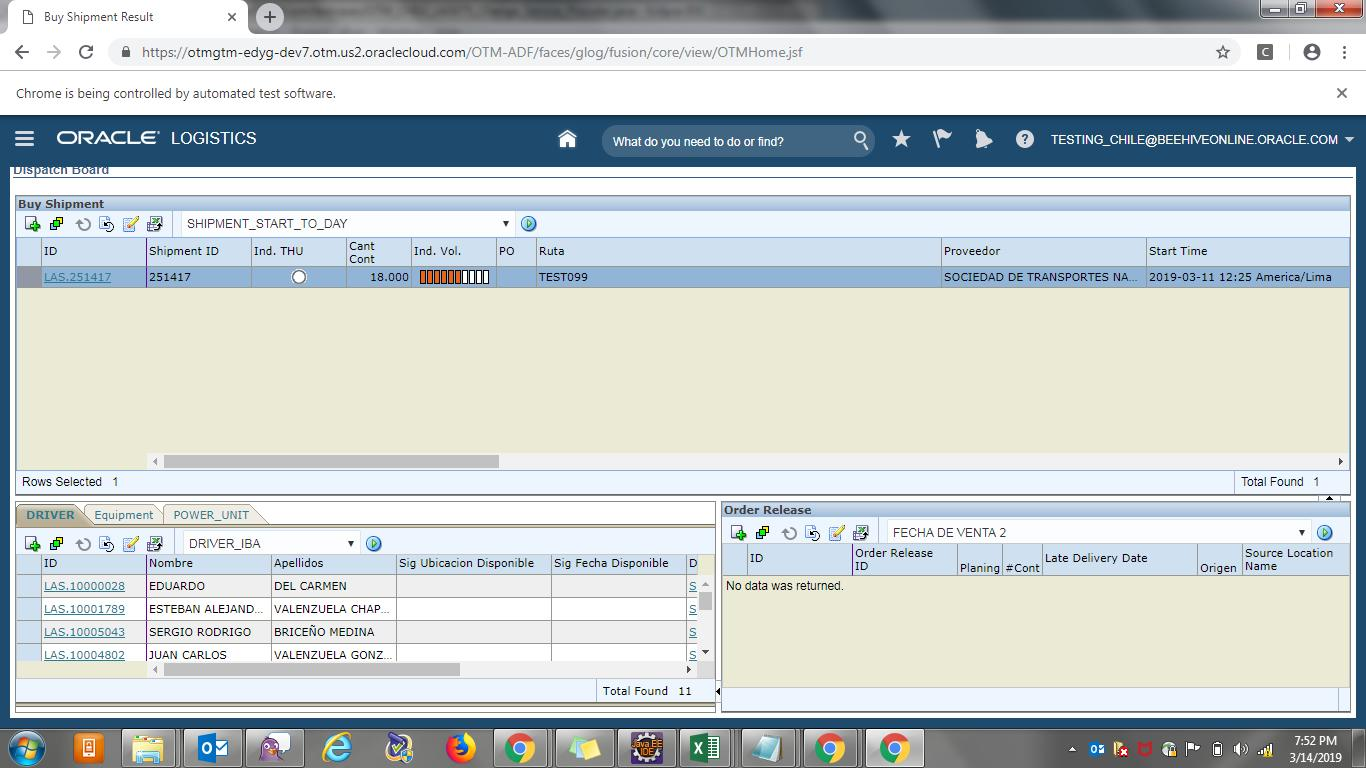 Buy Shipment Result
https://otmgtm-edyg-dev7.otm.us2.oraclecloud.com/OTM-ADF/faces/glog/fusion/core/view/OTMHome.jsf
C
Chrome is being controlled by automated test software.
ORACLE LOGISTICS
What do you need to do or find?
TESTING_CHILE@BEEHIVEONLINE.ORACLE.COM
Dispatch Board
Buy Shipment
SHIPMENT_START_TO_DAY
ID Shipment ID Ind. THU Cant Cont Ind. Vol. PO Ruta Proveedor Start Time
LAS.251417 251417 18.000 TEST099 SOCIEDAD DE TRANSPORTES NA... 2019-03-11 12:25 America/Lima
Rows Selected 1
Total Found 1
DRIVER Equipment POWER_UNIT
DRIVER_IBA
ID Nombre Apellidos Sig Ubicacion Disponible Sig Fecha Disponible D
LAS.10000028 EDUARDO DEL CARMEN S
LAS.10001789 ESTEBAN ALEJAND... VALENZUELA CHAP... S
LAS.10005043 SERGIO RODRIGO BRICEÑO MEDINA S
LAS.10004802 JUAN CARLOS VALENZUELA GONZ... S
Total Found 11
Order Release
FECHA DE VENTA 2
ID Order Release ID Planing #Cont Late Delivery Date Origen Source Location Name
No data was returned.
Java EE
IDE
7:52 PM
3/14/2019